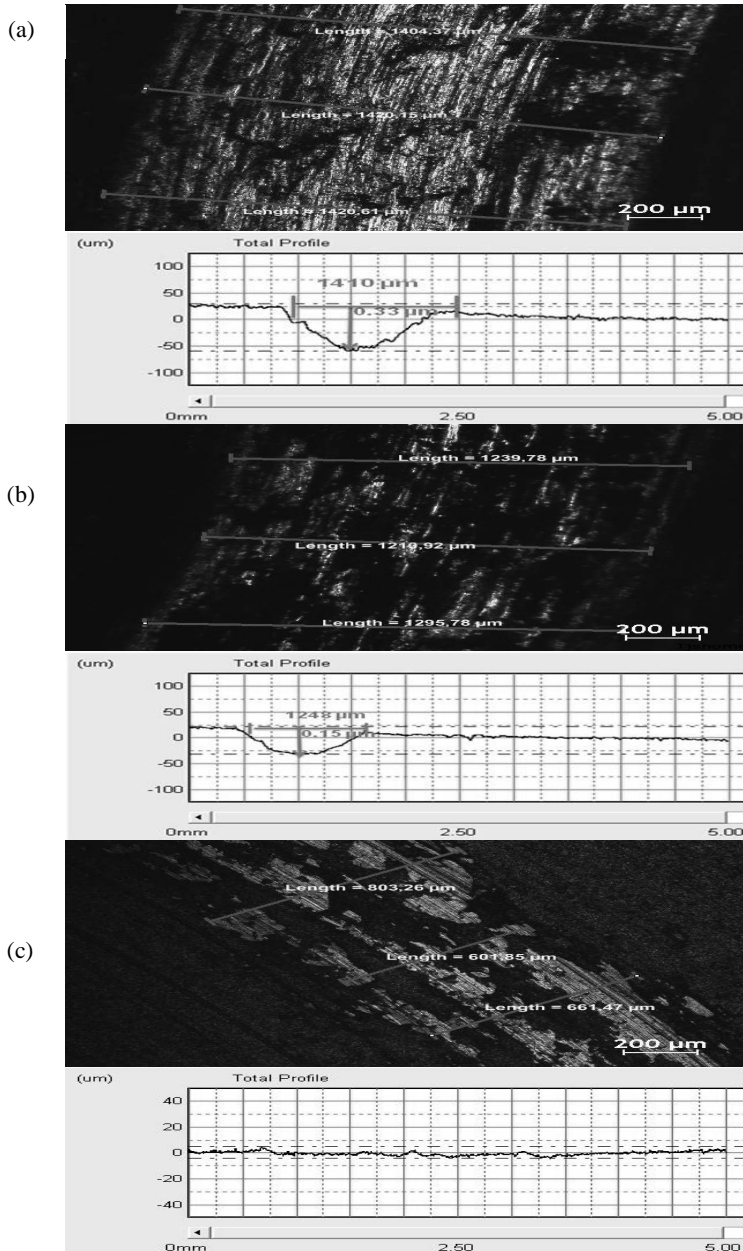 (a)
Length = 1404,37 µm
Length = 1420,15 µm
Length = 1420,61 µm
200 µm
(um) Total Profile
100
50
0
-50
-100
1410 µm
0.33 µm
0mm 2.50 5.00
(b)
Length = 1239,78 µm
Length = 1210,92 µm
Length = 1295,78 µm
200 µm
(um) Total Profile
100
50
0
-50
-100
1248 µm
0.15 µm
0mm 2.50 5.00
(c)
Length = 803,26 µm
Length = 601,85 µm
Length = 661,47 µm
200 µm
(um) Total Profile
40
20
0
-20
-40
0mm 2.50 5.00